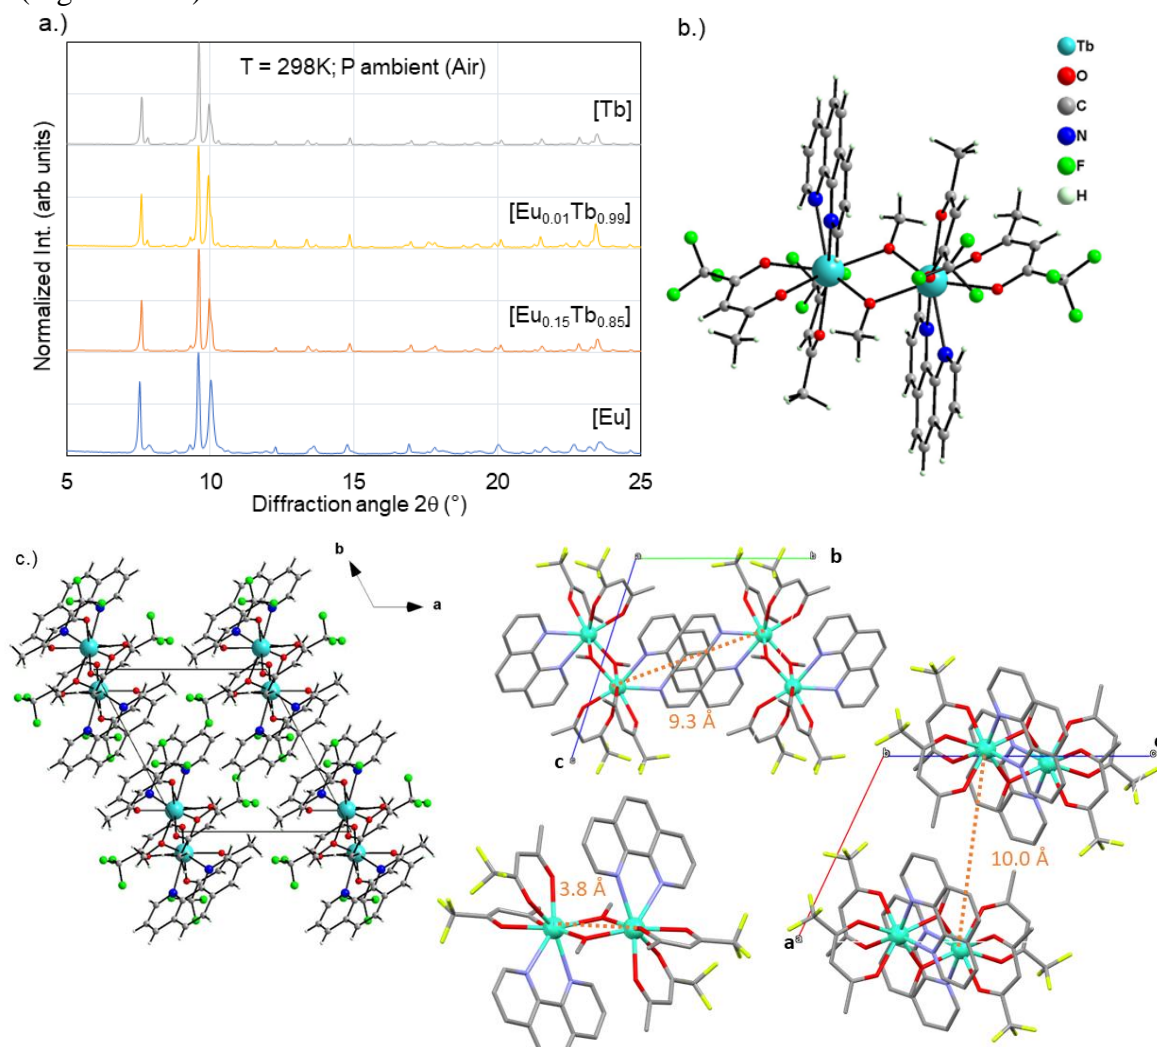 a.)
T = 298K; P ambient (Air)
[Tb]
[Eu0.01Tb0.99]
[Eu0.15Tb0.85]
[Eu]
Normalized Int. (arb units)
5 10 15 20 25
Diffraction angle 2θ (°)
b.)
Tb
O
C
N
F
H
c.)
b
a
a b b
9.3 Å
c
3.8 Å
b c
10.0 Å
a